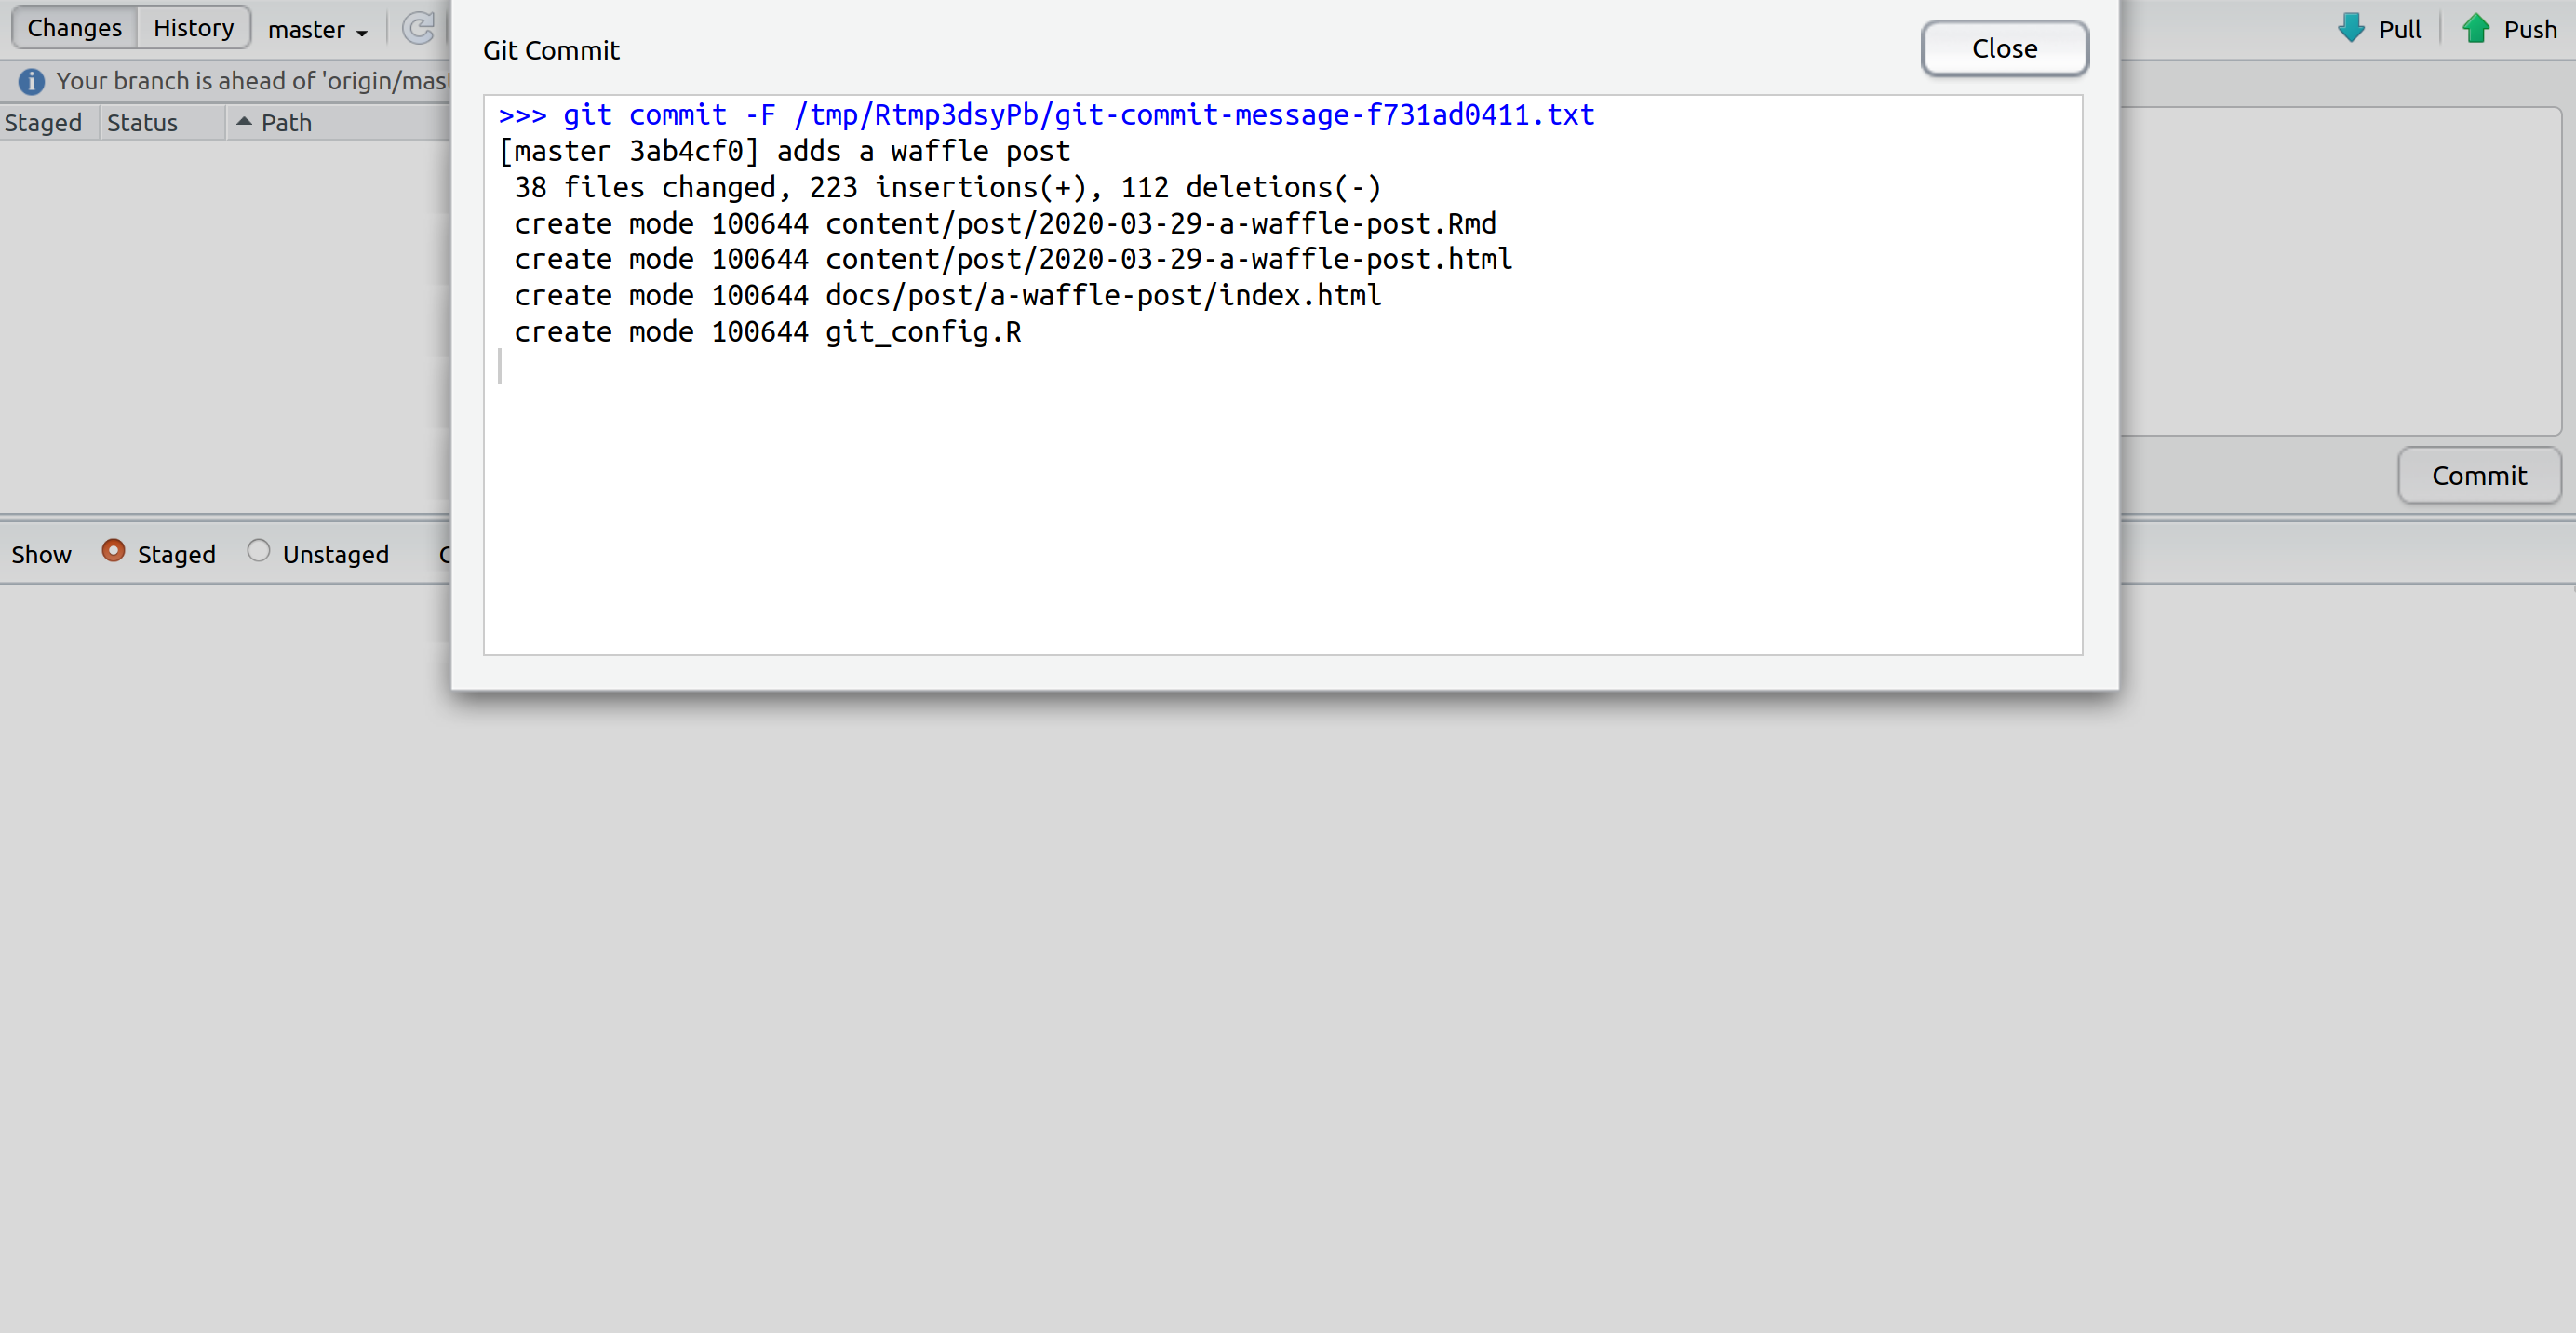 Changes History master
Pull Push
Your branch is ahead of 'origin/mas
Staged Status Path
Git Commit
Close
>>> git commit -F /tmp/Rtmp3dsyPb/git-commit-message-f731ad0411.txt
[master 3ab4cf0] adds a waffle post
38 files changed, 223 insertions(+), 112 deletions(-)
create mode 100644 content/post/2020-03-29-a-waffle-post.Rmd
create mode 100644 content/post/2020-03-29-a-waffle-post.html
create mode 100644 docs/post/a-waffle-post/index.html
create mode 100644 git_config.R
Commit
Show Staged Unstaged